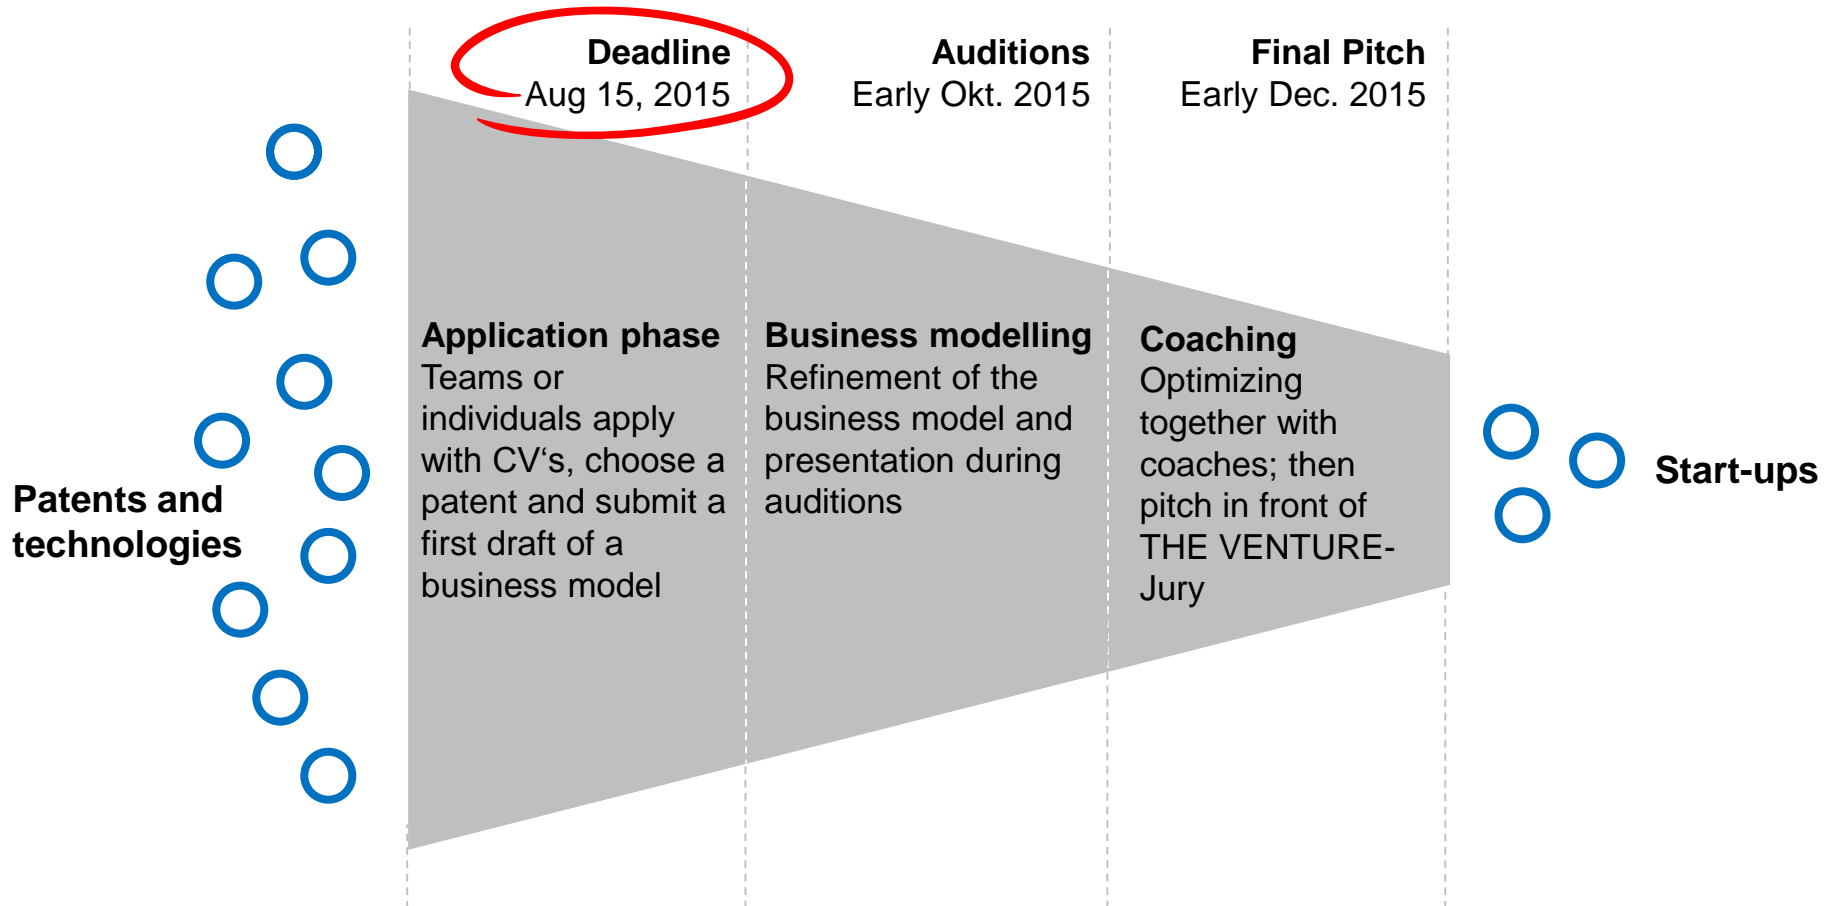 Deadline
Aug 15, 2015
Auditions
Early Okt. 2015
Final Pitch
Early Dec. 2015
Patents and
technologies
Application phase
Teams or
individuals apply
with CV‘s, choose a
patent and submit a
first draft of a
business model
Business modelling
Refinement of the
business model and
presentation during
auditions
Coaching
Optimizing
together with
coaches; then
pitch in front of
THE VENTURE-
Jury
Start-ups